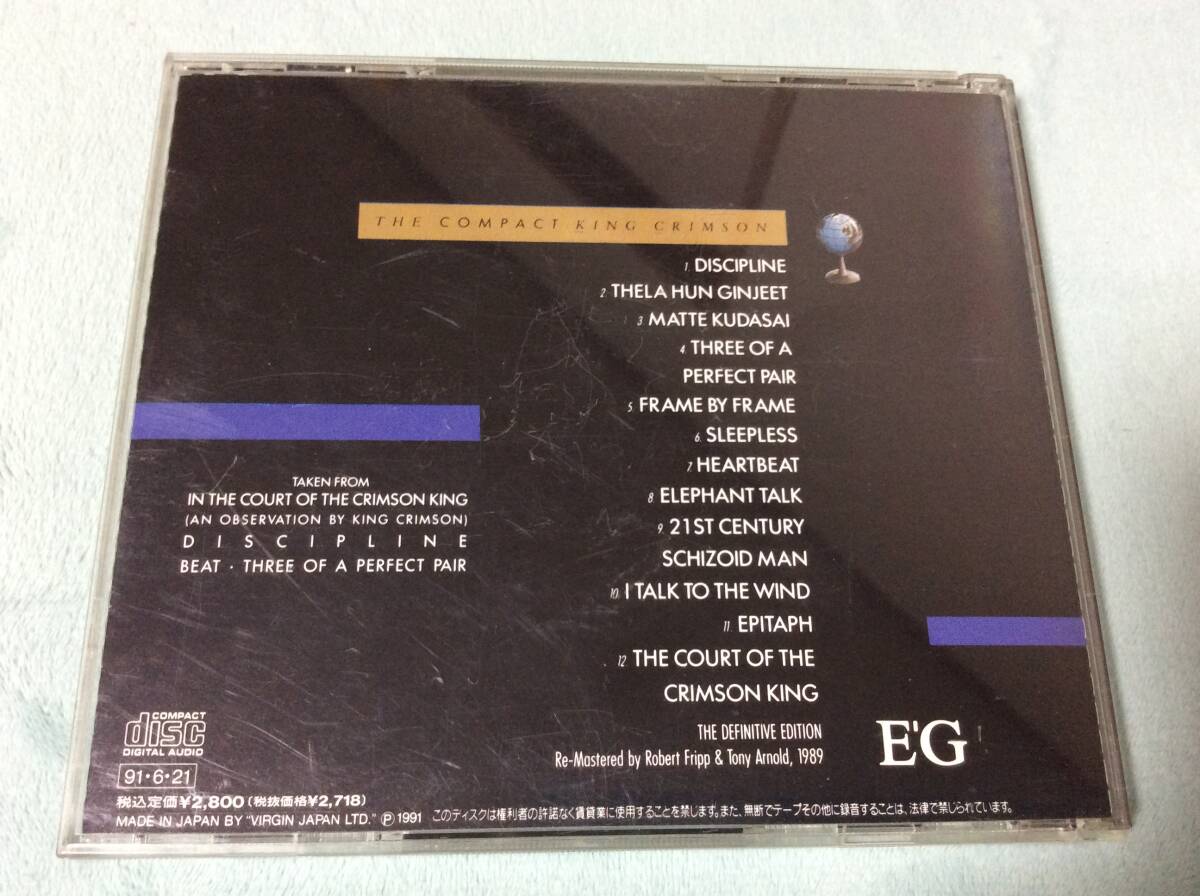 THE COMPACT KING CRIMSON
1. DISCIPLINE
2. THELA HUN GINJEET
3 MATTE KUDASAI
4 THREE OF A
PERFECT PAIR
5 FRAME BY FRAME
6. SLEEPLESS
7 HEARTBEAT
8 ELEPHANT TALK
9. 21ST CENTURY
SCHIZOID MAN
10. I TALK TO THE WIND
11 EPITAPH
12 THE COURT OF THE
CRIMSON KING
TAKEN FROM
IN THE COURT OF THE CRIMSON KING
(AN OBSERVATION BY KING CRIMSON)
DISCIPLINE
BEAT · THREE OF A PERFECT PAIR
THE DEFINITIVE EDITION
Re-Mastered by Robert Fripp & Tony Arnold, 1989
E'G
COMPACT
disc
DIGITAL AUDIO
91・6・21
税込定価¥2,800(税抜価格¥2,718)
MADE IN JAPAN BY "VIRGIN JAPAN LTD." Ⓟ 1991 このディスクは権利者の許諾なく賃貸業に使用することを禁じます。また、無断でテープその他に録音することは、法律で禁じられています。